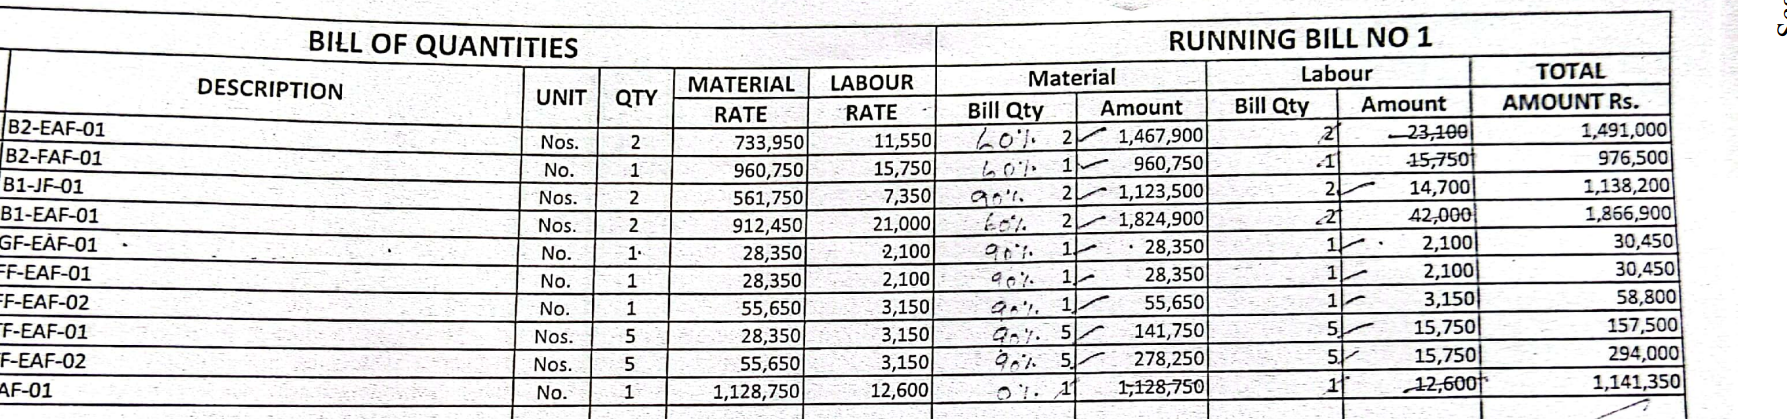 BILL OF QUANTITIES RUNNING BILL NO 1
DESCRIPTION UNIT QTY MATERIAL LABOUR Material Labour TOTAL
RATE RATE Bill Qty Amount Bill Qty Amount AMOUNT Rs.
B2-EAF-01 Nos. 2 733,950 11,550 60% 2 1,467,900 2 23,100 1,491,000
B2-FAF-01 No. 1 960,750 15,750 60% 1 960,750 1 15,750 976,500
B1-JF-01 Nos. 2 561,750 7,350 90% 2 1,123,500 2 14,700 1,138,200
B1-EAF-01 Nos. 2 912,450 21,000 60% 2 1,824,900 2 42,000 1,866,900
GF-EAF-01 No. 1 28,350 2,100 90% 1 28,350 1 2,100 30,450
FF-EAF-01 No. 1 28,350 2,100 90% 1 28,350 1 2,100 30,450
FF-EAF-02 No. 1 55,650 3,150 90% 1 55,650 1 3,150 58,800
F-EAF-01 Nos. 5 28,350 3,150 90% 5 141,750 5 15,750 157,500
F-EAF-02 Nos. 5 55,650 3,150 90% 5 278,250 5 15,750 294,000
AF-01 No. 1 1,128,750 12,600 0% 1 1,128,750 1 12,600 1,141,350